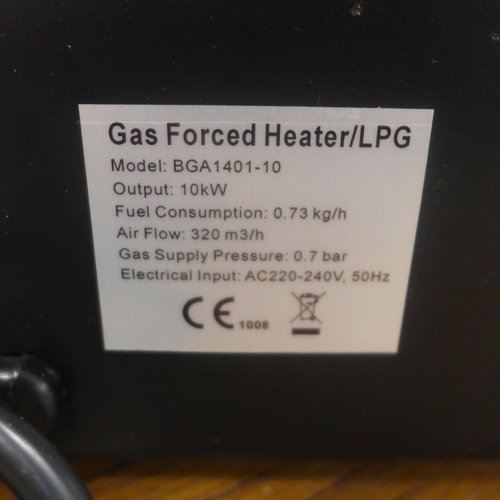 Gas Forced Heater/LPG
Model: BGA1401-10
Output: 10kW
Fuel Consumption: 0.73 kg/h
Air Flow: 320 m3/h
Gas Supply Pressure: 0.7 bar
Electrical Input: AC220-240V, 50Hz
CE 1008